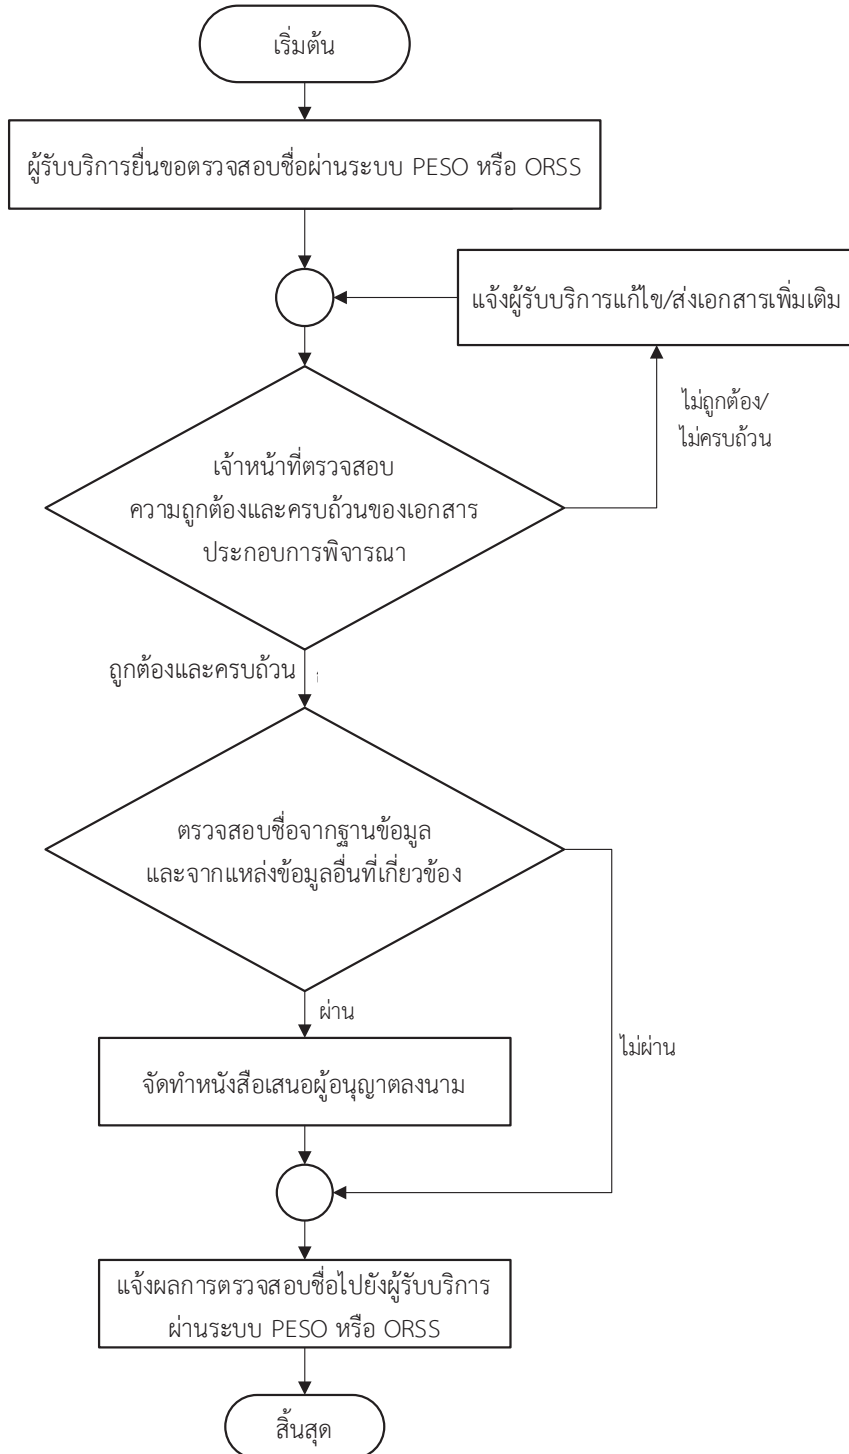 เริ่มต้น
ผู้รับบริการยื่นขอตรวจสอบชื่อผ่านระบบ PESO หรือ ORSS
แจ้งผู้รับบริการแก้ไข/ส่งเอกสารเพิ่มเติม
ไม่ถูกต้อง/
ไม่ครบถ้วน
เจ้าหน้าที่ตรวจสอบ
ความถูกต้องและครบถ้วนของเอกสาร
ประกอบการพิจารณา
ถูกต้องและครบถ้วน
ตรวจสอบชื่อจากฐานข้อมูล
และจากแหล่งข้อมูลอื่นที่เกี่ยวข้อง
ผ่าน
ไม่ผ่าน
จัดทำหนังสือเสนอผู้อนุญาตลงนาม
แจ้งผลการตรวจสอบชื่อไปยังผู้รับบริการ
ผ่านระบบ PESO หรือ ORSS
สิ้นสุด